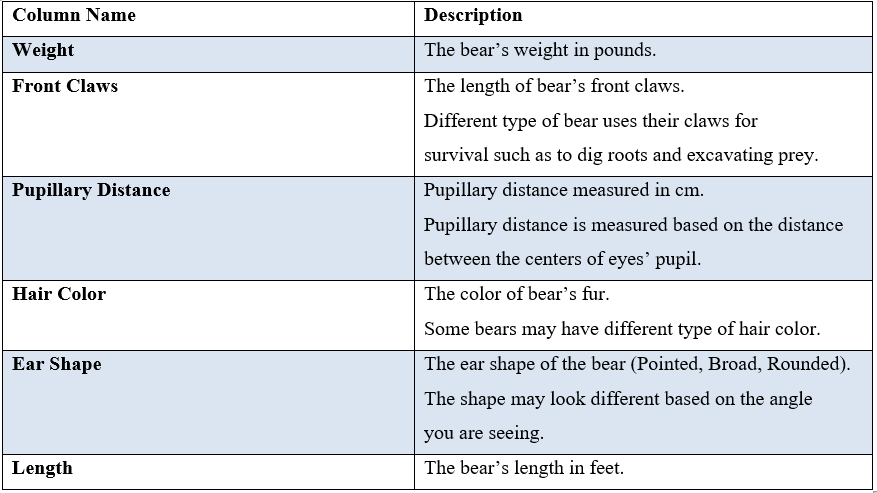 Column Name
Description
Weight
The bear's weight in pounds.
Front Claws
The length of bear's front claws.
Different type of bear uses their claws for
survival such as to dig roots and excavating prey.
Pupillary Distance
Pupillary distance measured in cm.
Pupillary distance is measured based on the distance
between the centers of eyes' pupil.
Hair Color
The color of bear's fur.
Some bears may have different type of hair color.
Ear Shape
The ear shape of the bear (Pointed, Broad, Rounded).
The shape may look different based on the angle
you are seeing.
Length
The bear's length in feet.